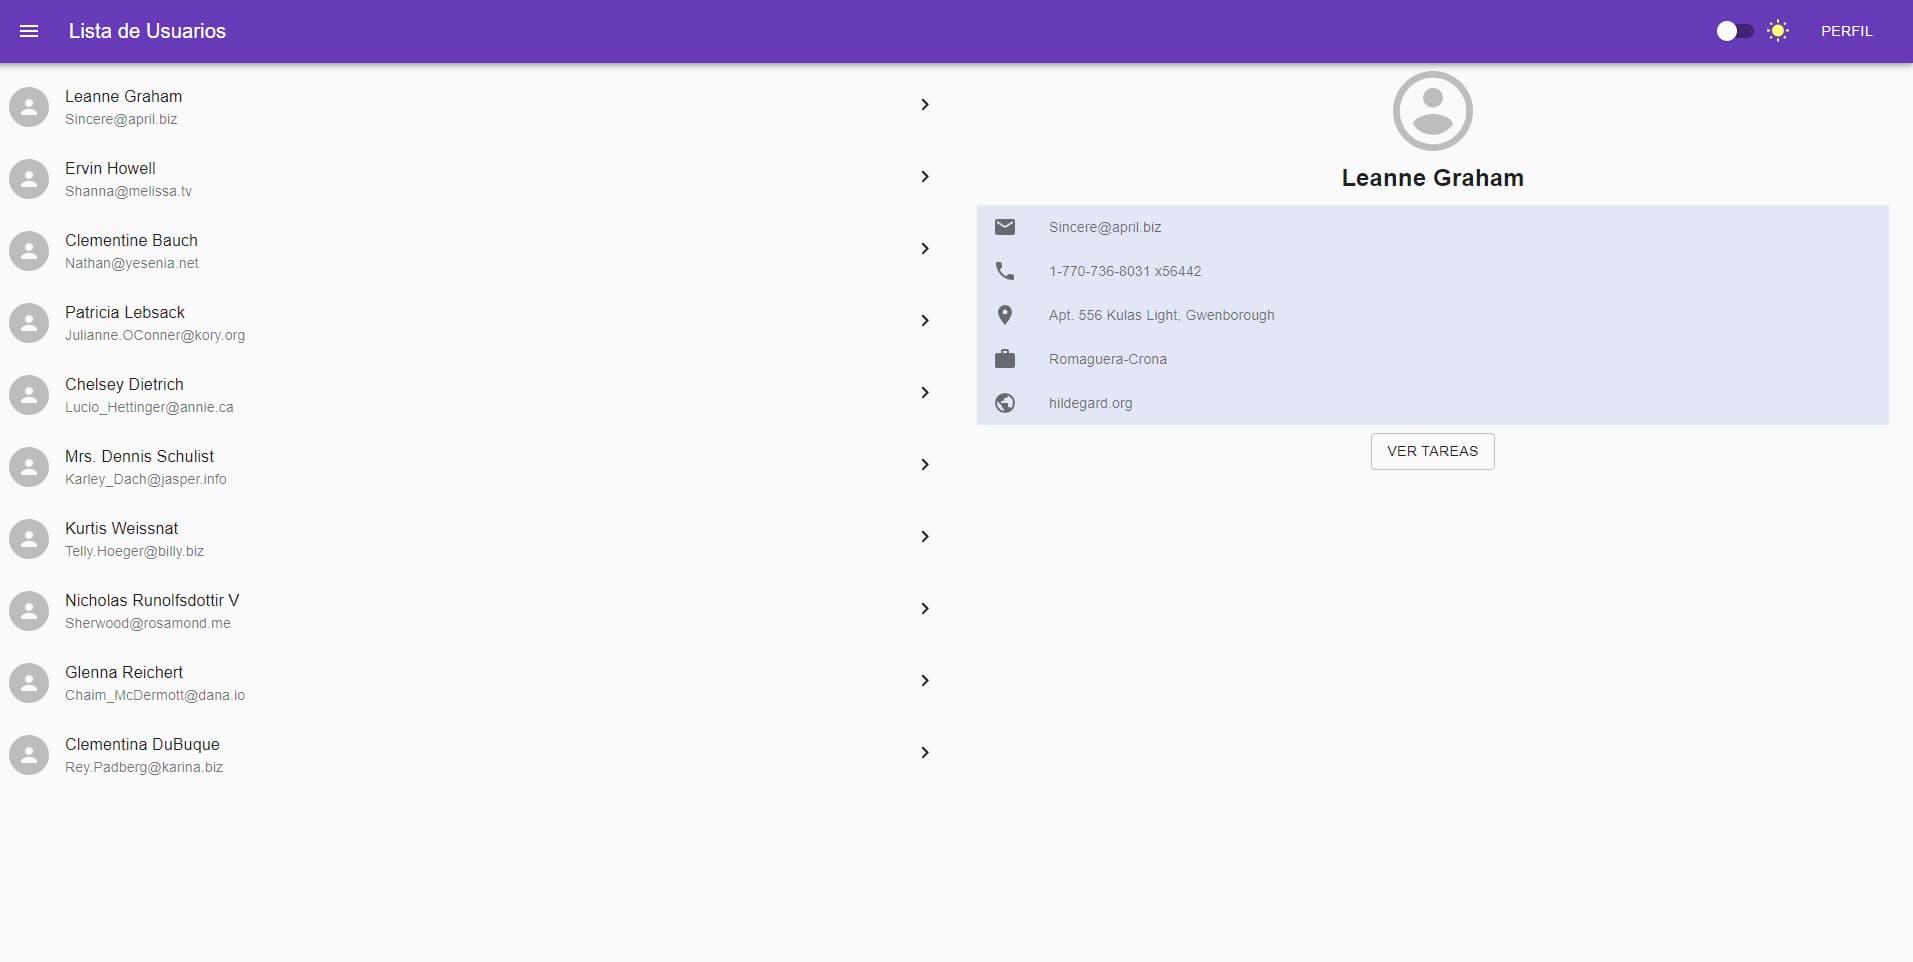 Lista de Usuarios
PERFIL
Leanne Graham
Sincere@april.biz
Ervin Howell
Shanna@melissa.tv
Clementine Bauch
Nathan@yesenia.net
Patricia Lebsack
Julianne.OConner@kory.org
Chelsey Dietrich
Lucio_Hettinger@annie.ca
Mrs. Dennis Schulist
Karley_Dach@jasper.info
Kurtis Weissnat
Telly.Hoeger@billy.biz
Nicholas Runolfsdottir V
Sherwood@rosamond.me
Glenna Reichert
Chaim_McDermott@dana.io
Clementina DuBuque
Rey.Padberg@karina.biz
Leanne Graham
Sincere@april.biz
1-770-736-8031 x56442
Apt. 556 Kulas Light, Gwenborough
Romaguera-Crona
hildegard.org
VER TAREAS